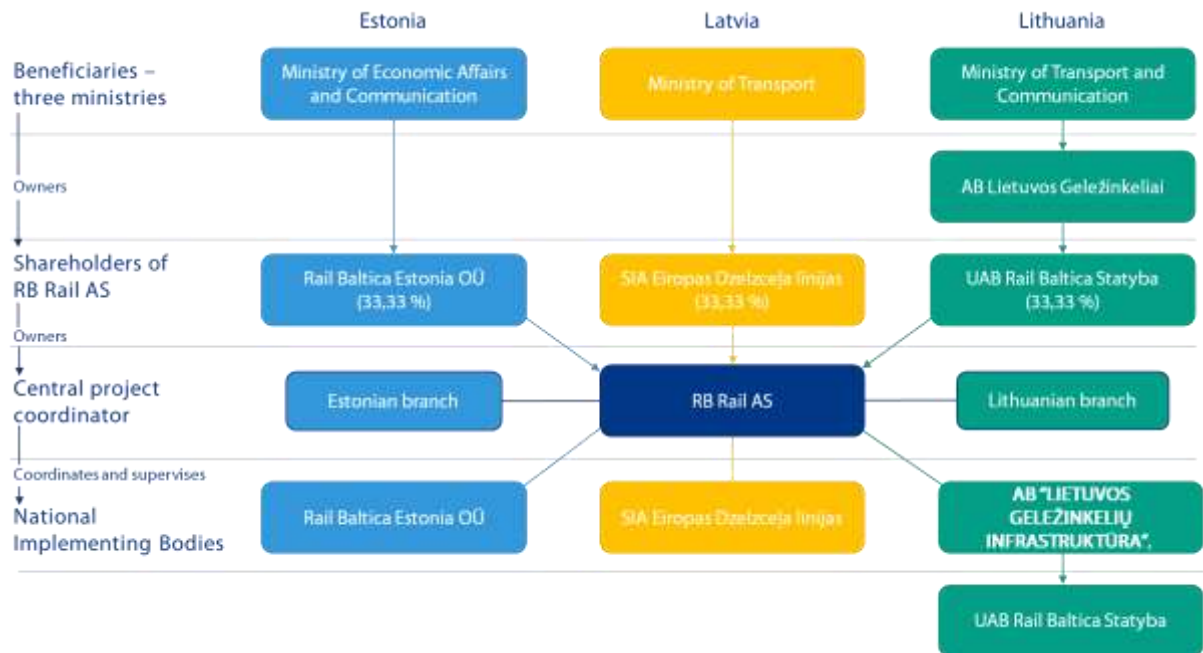 Estonia
Latvia
Lithuania
Beneficiaries –
three ministries
Ministry of Economic Affairs
and Communication
Ministry of Transport
Ministry of Transport and
Communication
Owners
AB Lietuvos Geležinkeliai
Shareholders of
RB Rail AS
Rail Baltica Estonia OÜ
(33,33 %)
SIA Eiropas Dzelzceļa līnijas
(33,33 %)
UAB Rail Baltica Statyba
(33,33 %)
Owners
Central project
coordinator
Estonian branch
RB Rail AS
Lithuanian branch
Coordinates and supervises
National
Implementing Bodies
Rail Baltica Estonia OÜ
SIA Eiropas Dzelzceļa līnijas
AB "LIETUVOS
GELEŽINKELIŲ
INFRASTRUKTŪRA".
UAB Rail Baltica Statyba